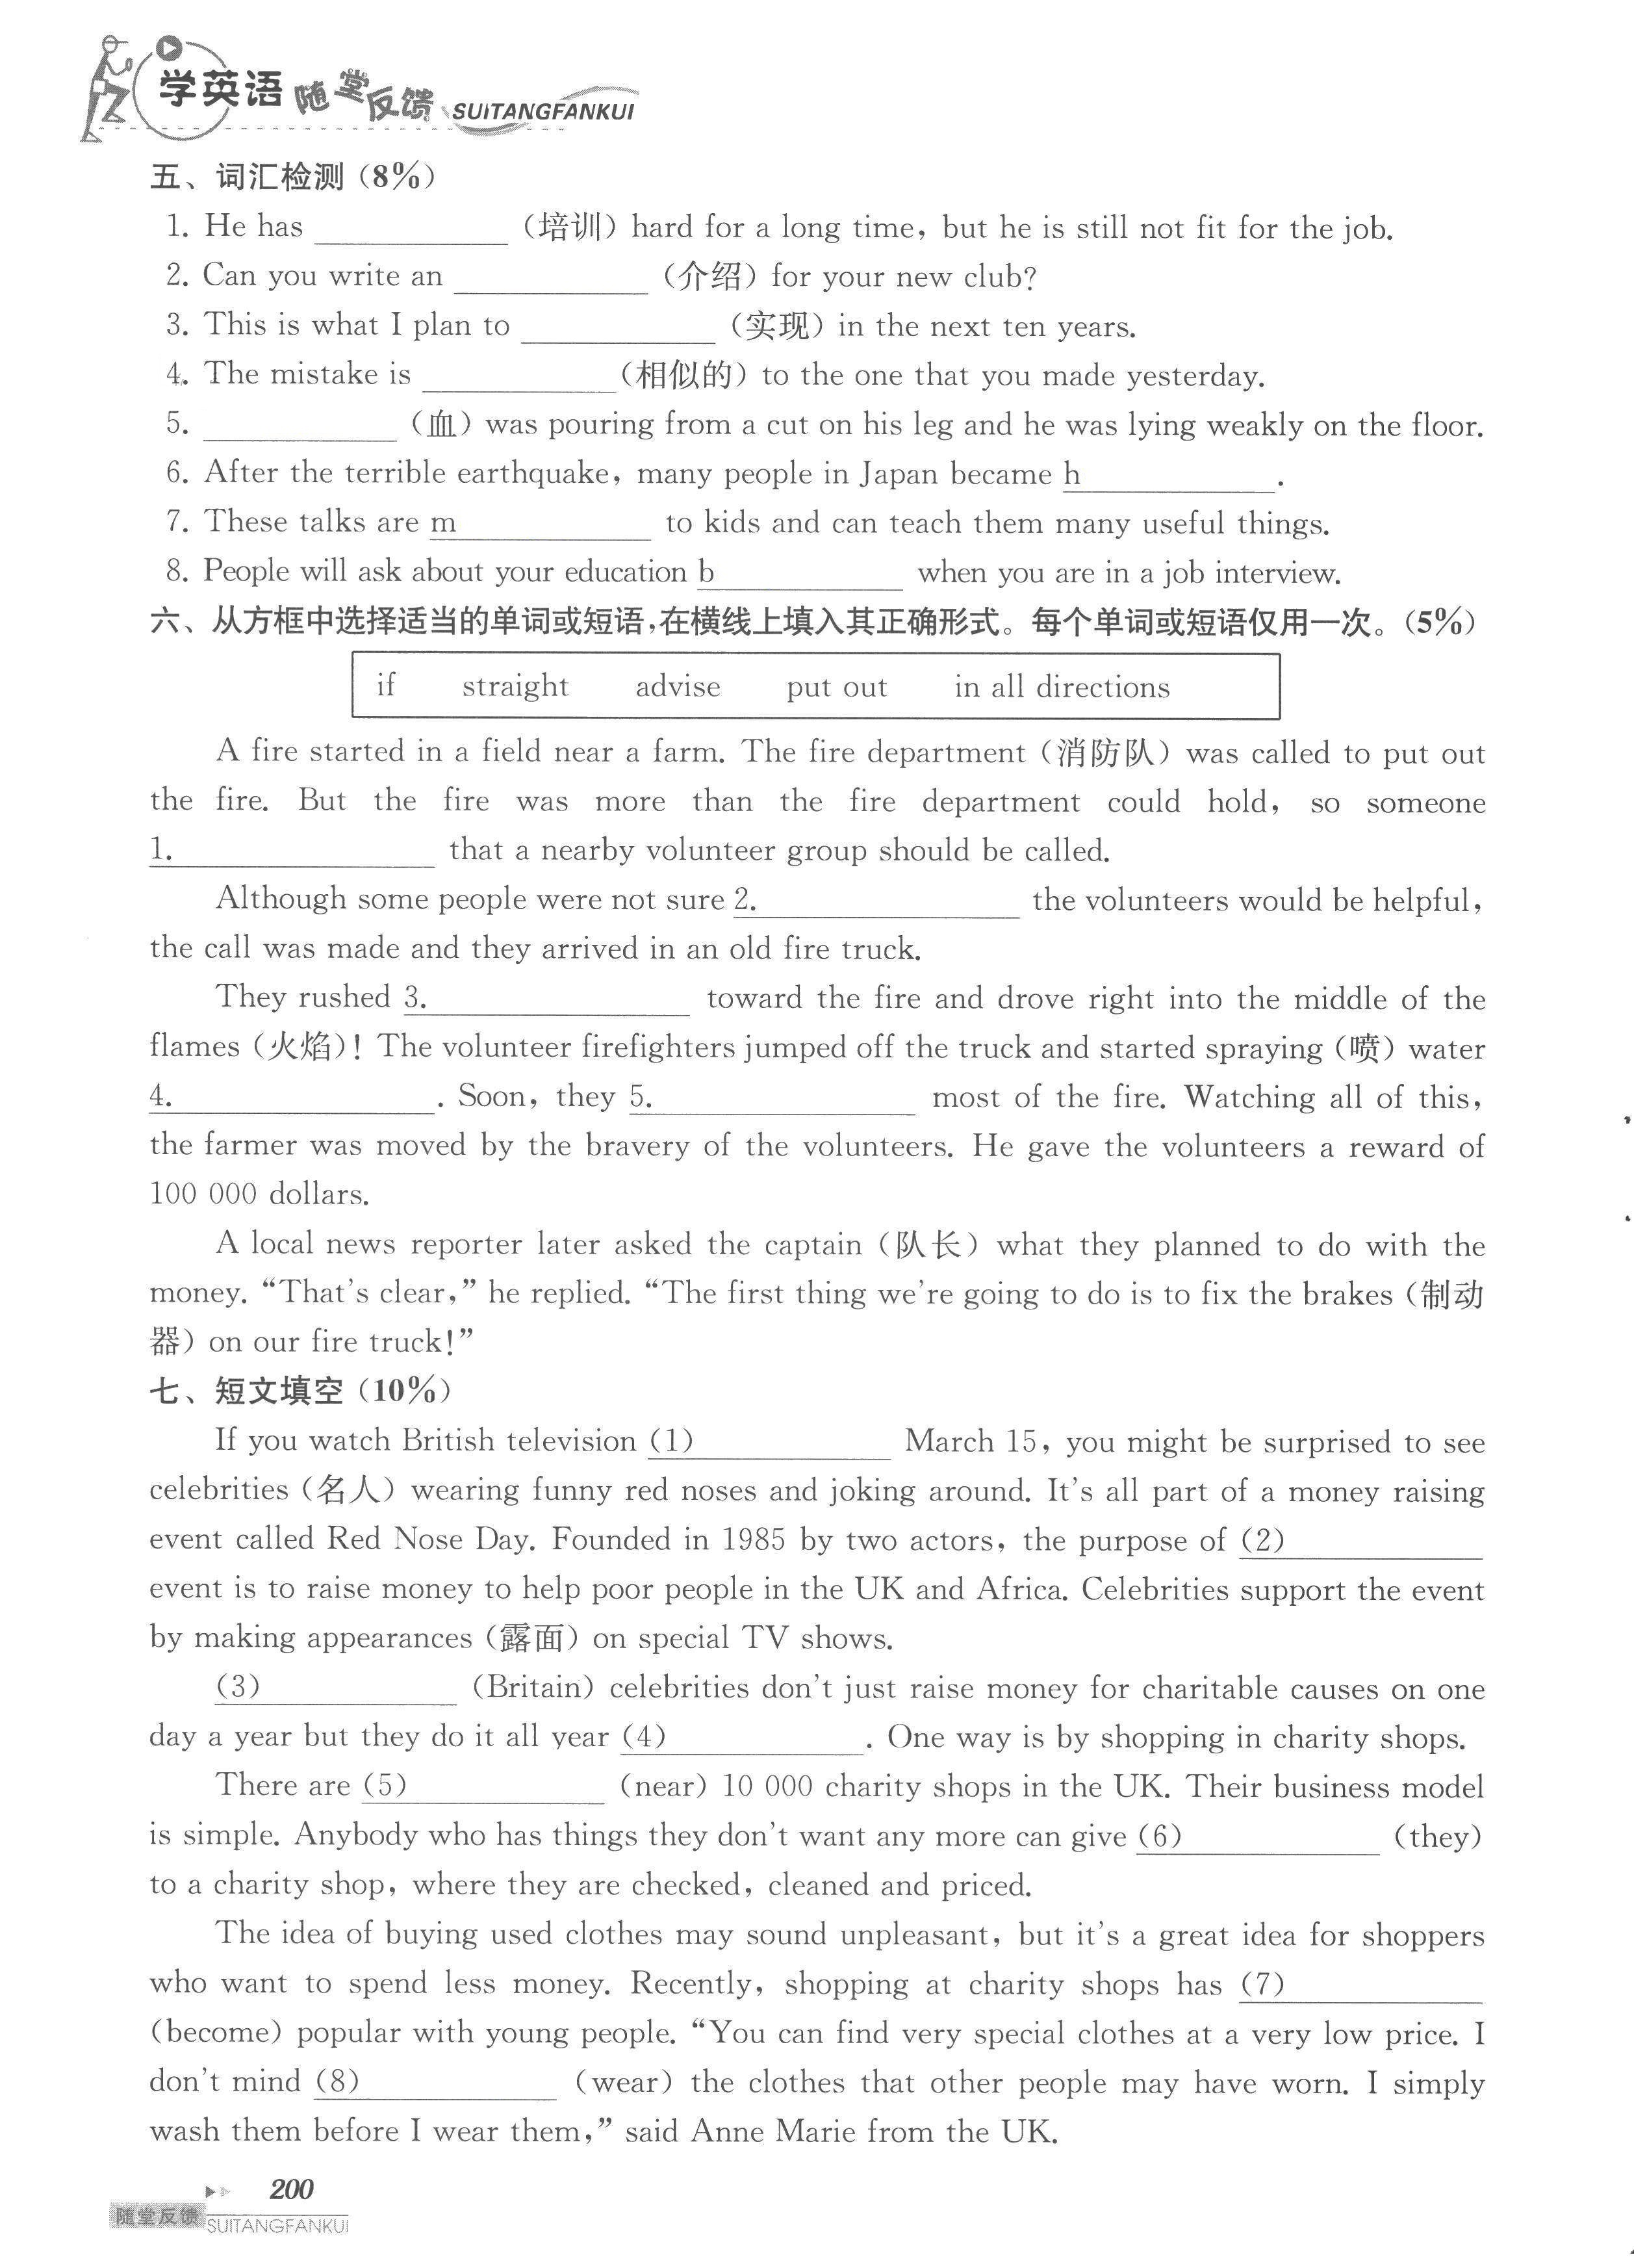 学英语 随堂反馈 SUITANGFANKUI
五、词汇检测（8%）
1. He has ____________ （培训）hard for a long time, but he is still not fit for the job.
2. Can you write an ____________ （介绍）for your new club?
3. This is what I plan to ____________ （实现）in the next ten years.
4. The mistake is ____________（相似的）to the one that you made yesterday.
5. ____________ （血）was pouring from a cut on his leg and he was lying weakly on the floor.
6. After the terrible earthquake, many people in Japan became h____________.
7. These talks are m____________ to kids and can teach them many useful things.
8. People will ask about your education b____________ when you are in a job interview.
六、从方框中选择适当的单词或短语，在横线上填入其正确形式。每个单词或短语仅用一次。（5%）
if straight advise put out in all directions
A fire started in a field near a farm. The fire department（消防队）was called to put out
the fire. But the fire was more than the fire department could hold, so someone
1.____________ that a nearby volunteer group should be called.
Although some people were not sure 2.____________ the volunteers would be helpful,
the call was made and they arrived in an old fire truck.
They rushed 3.____________ toward the fire and drove right into the middle of the
flames（火焰）! The volunteer firefighters jumped off the truck and started spraying（喷）water
4.____________. Soon, they 5.____________ most of the fire. Watching all of this,
the farmer was moved by the bravery of the volunteers. He gave the volunteers a reward of
100 000 dollars.
A local news reporter later asked the captain（队长）what they planned to do with the
money. “That’s clear,” he replied. “The first thing we’re going to do is to fix the brakes（制动
器）on our fire truck!”
七、短文填空（10%）
If you watch British television (1)____________ March 15, you might be surprised to see
celebrities（名人）wearing funny red noses and joking around. It’s all part of a money raising
event called Red Nose Day. Founded in 1985 by two actors, the purpose of (2)____________
event is to raise money to help poor people in the UK and Africa. Celebrities support the event
by making appearances（露面）on special TV shows.
(3)____________ (Britain) celebrities don’t just raise money for charitable causes on one
day a year but they do it all year (4)____________. One way is by shopping in charity shops.
There are (5)____________ (near) 10 000 charity shops in the UK. Their business model
is simple. Anybody who has things they don’t want any more can give (6)____________ (they)
to a charity shop, where they are checked, cleaned and priced.
The idea of buying used clothes may sound unpleasant, but it’s a great idea for shoppers
who want to spend less money. Recently, shopping at charity shops has (7)____________
(become) popular with young people. “You can find very special clothes at a very low price. I
don’t mind (8)____________ (wear) the clothes that other people may have worn. I simply
wash them before I wear them,” said Anne Marie from the UK.
200
随堂反馈 SUITANGFANKUI